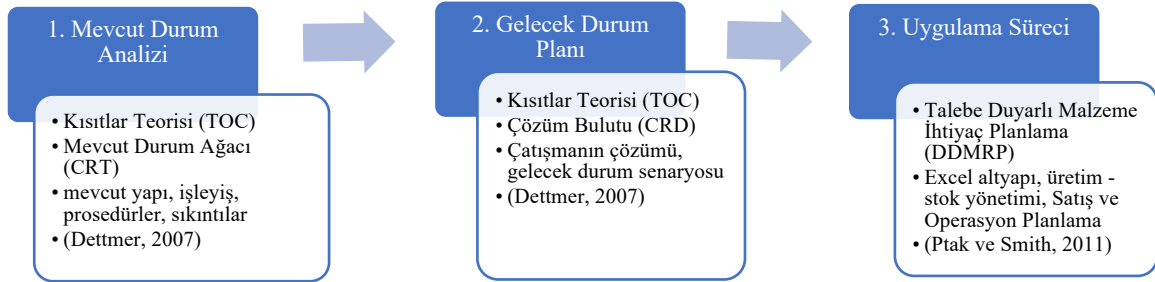 1. Mevcut Durum
Analizi
• Kısıtlar Teorisi (TOC)
• Mevcut Durum Ağacı
(CRT)
• mevcut yapı, işleyiş,
prosedürler, sıkıntılar
• (Dettmer, 2007)
2. Gelecek Durum
Planı
• Kısıtlar Teorisi (TOC)
• Çözüm Bulutu (CRD)
• Çatışmanın çözümü,
gelecek durum senaryosu
• (Dettmer, 2007)
3. Uygulama Süreci
• Talebe Duyarlı Malzeme
İhtiyaç Planlama
(DDMRP)
• Excel altyapı, üretim -
stok yönetimi, Satış ve
Operasyon Planlama
• (Ptak ve Smith, 2011)